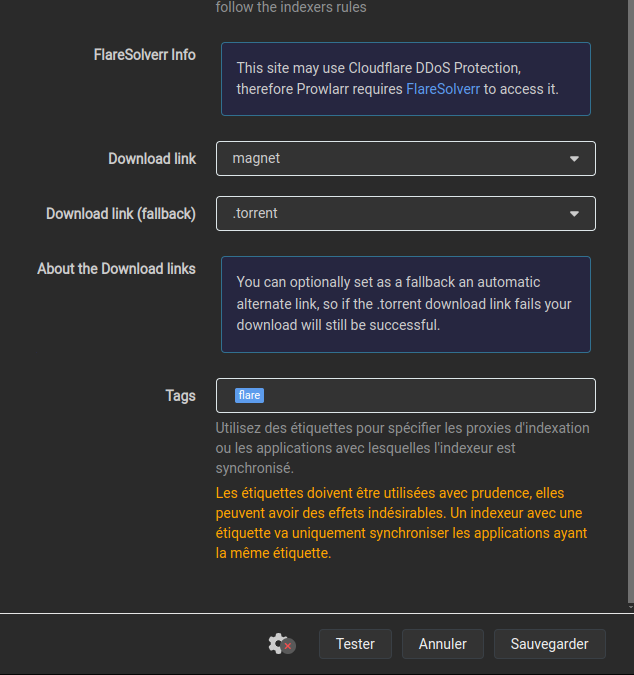 follow the indexers rules
FlareSolverr Info
This site may use Cloudflare DDoS Protection,
therefore Prowlarr requires FlareSolverr to access it.
Download link
magnet
Download link (fallback)
.torrent
About the Download links
You can optionally set as a fallback an automatic
alternate link, so if the .torrent download link fails your
download will still be successful.
Tags
flare
Utilisez des étiquettes pour spécifier les proxies d'indexation
ou les applications avec lesquelles l'indexeur est
synchronisé.
Les étiquettes doivent être utilisées avec prudence, elles
peuvent avoir des effets indésirables. Un indexeur avec une
étiquette va uniquement synchroniser les applications ayant
la même étiquette.
Tester
Annuler
Sauvegarder